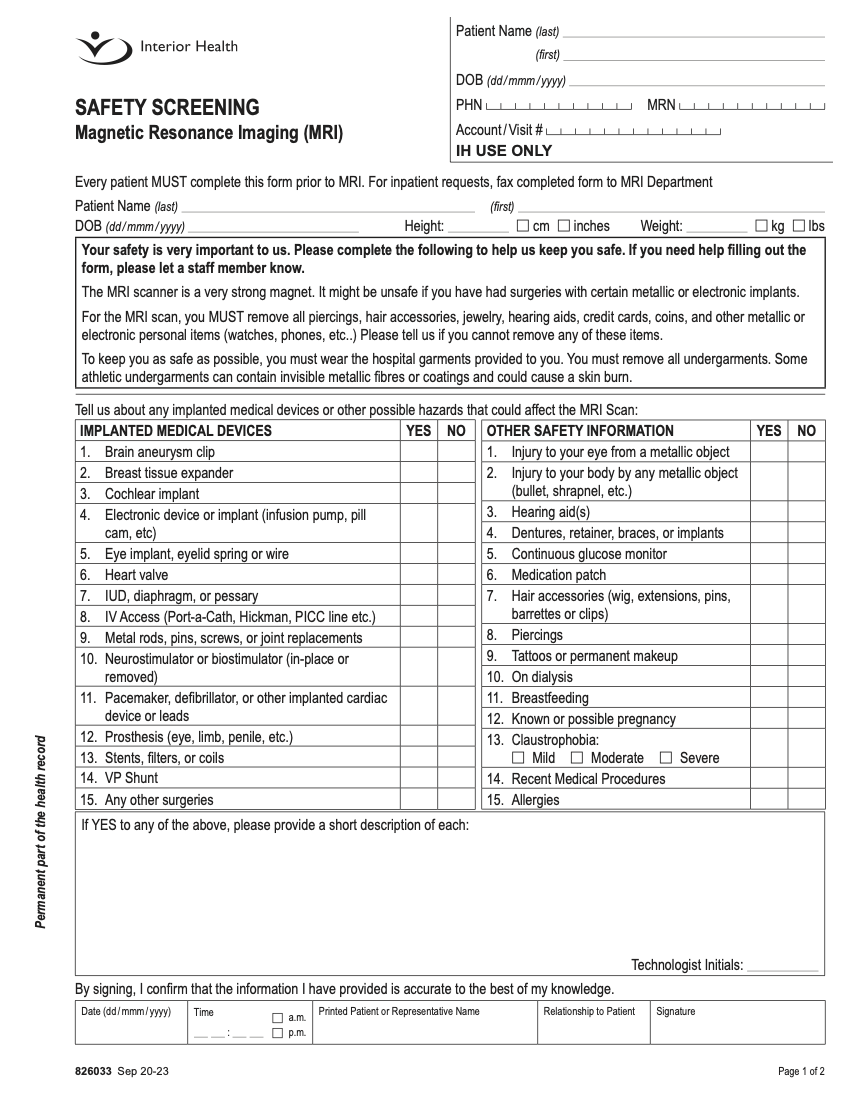 Interior Health
SAFETY SCREENING
Magnetic Resonance Imaging (MRI)
Patient Name (last)
(first)
DOB (dd/mmm/yyyy)
PHN MRN
Account/Visit #
IH USE ONLY
Every patient MUST complete this form prior to MRI. For inpatient requests, fax completed form to MRI Department
Patient Name (last) (first)
DOB (dd/mmm/yyyy) Height: ☐ cm ☐ inches Weight: ☐ kg ☐ lbs
Your safety is very important to us. Please complete the following to help us keep you safe. If you need help filling out the
form, please let a staff member know.
The MRI scanner is a very strong magnet. It might be unsafe if you have had surgeries with certain metallic or electronic implants.
For the MRI scan, you MUST remove all piercings, hair accessories, jewelry, hearing aids, credit cards, coins, and other metallic or
electronic personal items (watches, phones, etc..) Please tell us if you cannot remove any of these items.
To keep you as safe as possible, you must wear the hospital garments provided to you. You must remove all undergarments. Some
athletic undergarments can contain invisible metallic fibres or coatings and could cause a skin burn.
Tell us about any implanted medical devices or other possible hazards that could affect the MRI Scan:
IMPLANTED MEDICAL DEVICES YES NO
1. Brain aneurysm clip
2. Breast tissue expander
3. Cochlear implant
4. Electronic device or implant (infusion pump, pill
cam, etc)
5. Eye implant, eyelid spring or wire
6. Heart valve
7. IUD, diaphragm, or pessary
8. IV Access (Port-a-Cath, Hickman, PICC line etc.)
9. Metal rods, pins, screws, or joint replacements
10. Neurostimulator or biostimulator (in-place or
removed)
11. Pacemaker, defibrillator, or other implanted cardiac
device or leads
12. Prosthesis (eye, limb, penile, etc.)
13. Stents, filters, or coils
14. VP Shunt
15. Any other surgeries
OTHER SAFETY INFORMATION YES NO
1. Injury to your eye from a metallic object
2. Injury to your body by any metallic object
(bullet, shrapnel, etc.)
3. Hearing aid(s)
4. Dentures, retainer, braces, or implants
5. Continuous glucose monitor
6. Medication patch
7. Hair accessories (wig, extensions, pins,
barrettes or clips)
8. Piercings
9. Tattoos or permanent makeup
10. On dialysis
11. Breastfeeding
12. Known or possible pregnancy
13. Claustrophobia:
☐ Mild ☐ Moderate ☐ Severe
14. Recent Medical Procedures
15. Allergies
If YES to any of the above, please provide a short description of each:
Technologist Initials:
By signing, I confirm that the information I have provided is accurate to the best of my knowledge.
Date (dd/mmm/yyyy)
Time
☐ a.m.
__ __ : __ __ ☐ p.m.
Printed Patient or Representative Name
Relationship to Patient
Signature
Permanent part of the health record
826033 Sep 20-23
Page 1 of 2